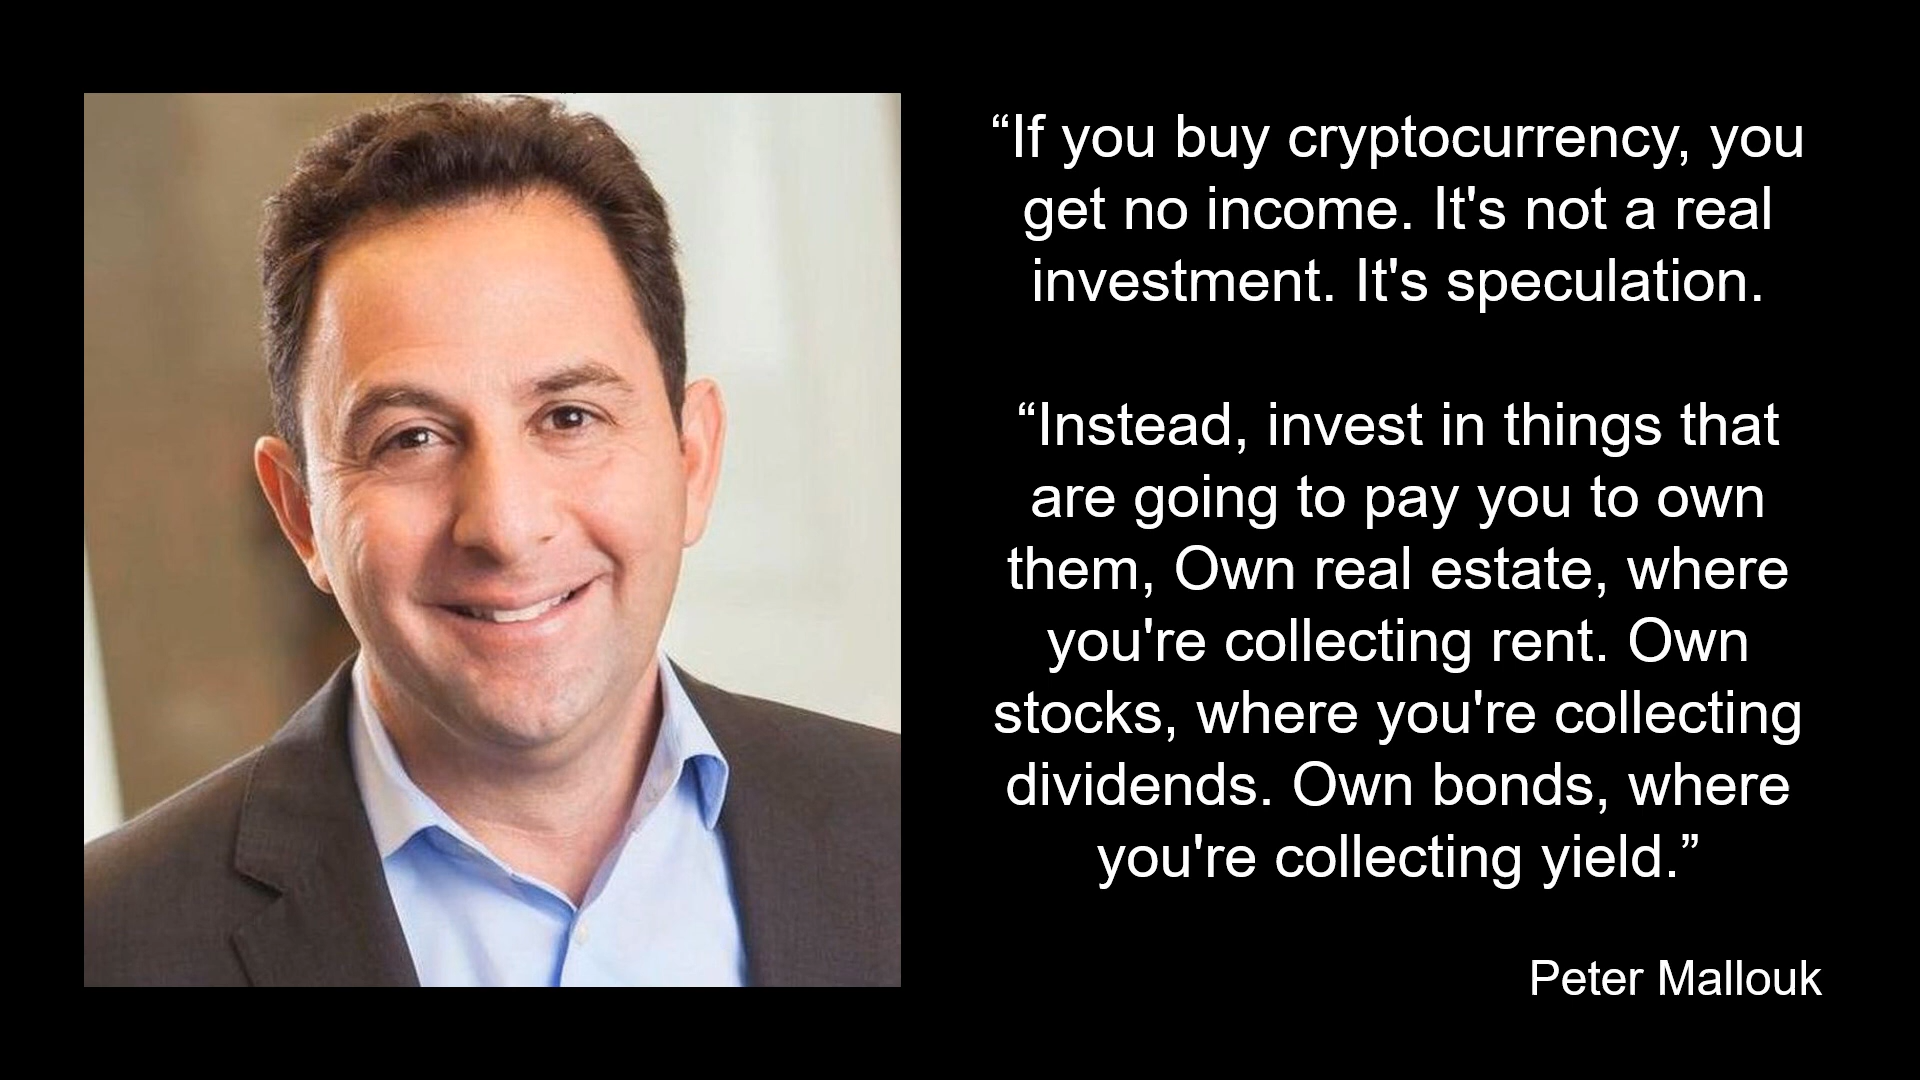 “If you buy cryptocurrency, you
get no income. It's not a real
investment. It's speculation.
“Instead, invest in things that
are going to pay you to own
them, Own real estate, where
you're collecting rent. Own
stocks, where you're collecting
dividends. Own bonds, where
you're collecting yield.”
Peter Mallouk